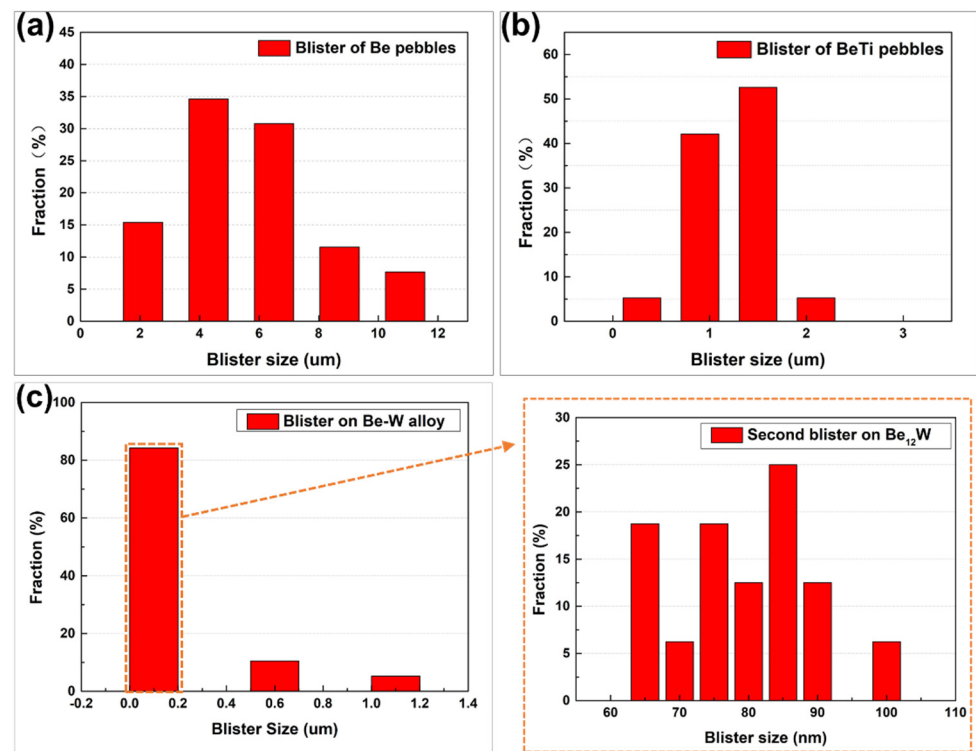 (a)
Blister of Be pebbles
Fraction（%）
45
40
35
30
25
20
15
10
5
0
0 2 4 6 8 10 12
Blister size (um)
(b)
Blister of BeTi pebbles
Fraction（%）
60
50
40
30
20
10
0
0 1 2 3
Blister size (um)
(c)
Blister on Be-W alloy
Fraction (%)
100
80
60
40
20
0
-0.2 0.0 0.2 0.4 0.6 0.8 1.0 1.2 1.4
Blister Size (um)
Second blister on Be₁₂W
Fraction (%)
30
25
20
15
10
5
0
60 70 80 90 100 110
Blister size (nm)